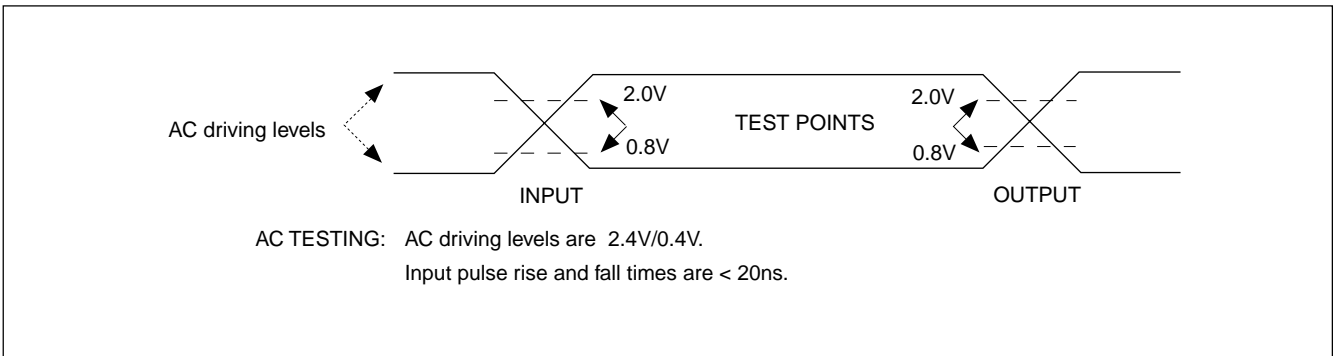 2.0V
2.0V
AC driving levels
TEST POINTS
0.8V
0.8V
INPUT
OUTPUT
AC TESTING: AC driving levels are 2.4V/0.4V.
Input pulse rise and fall times are < 20ns.